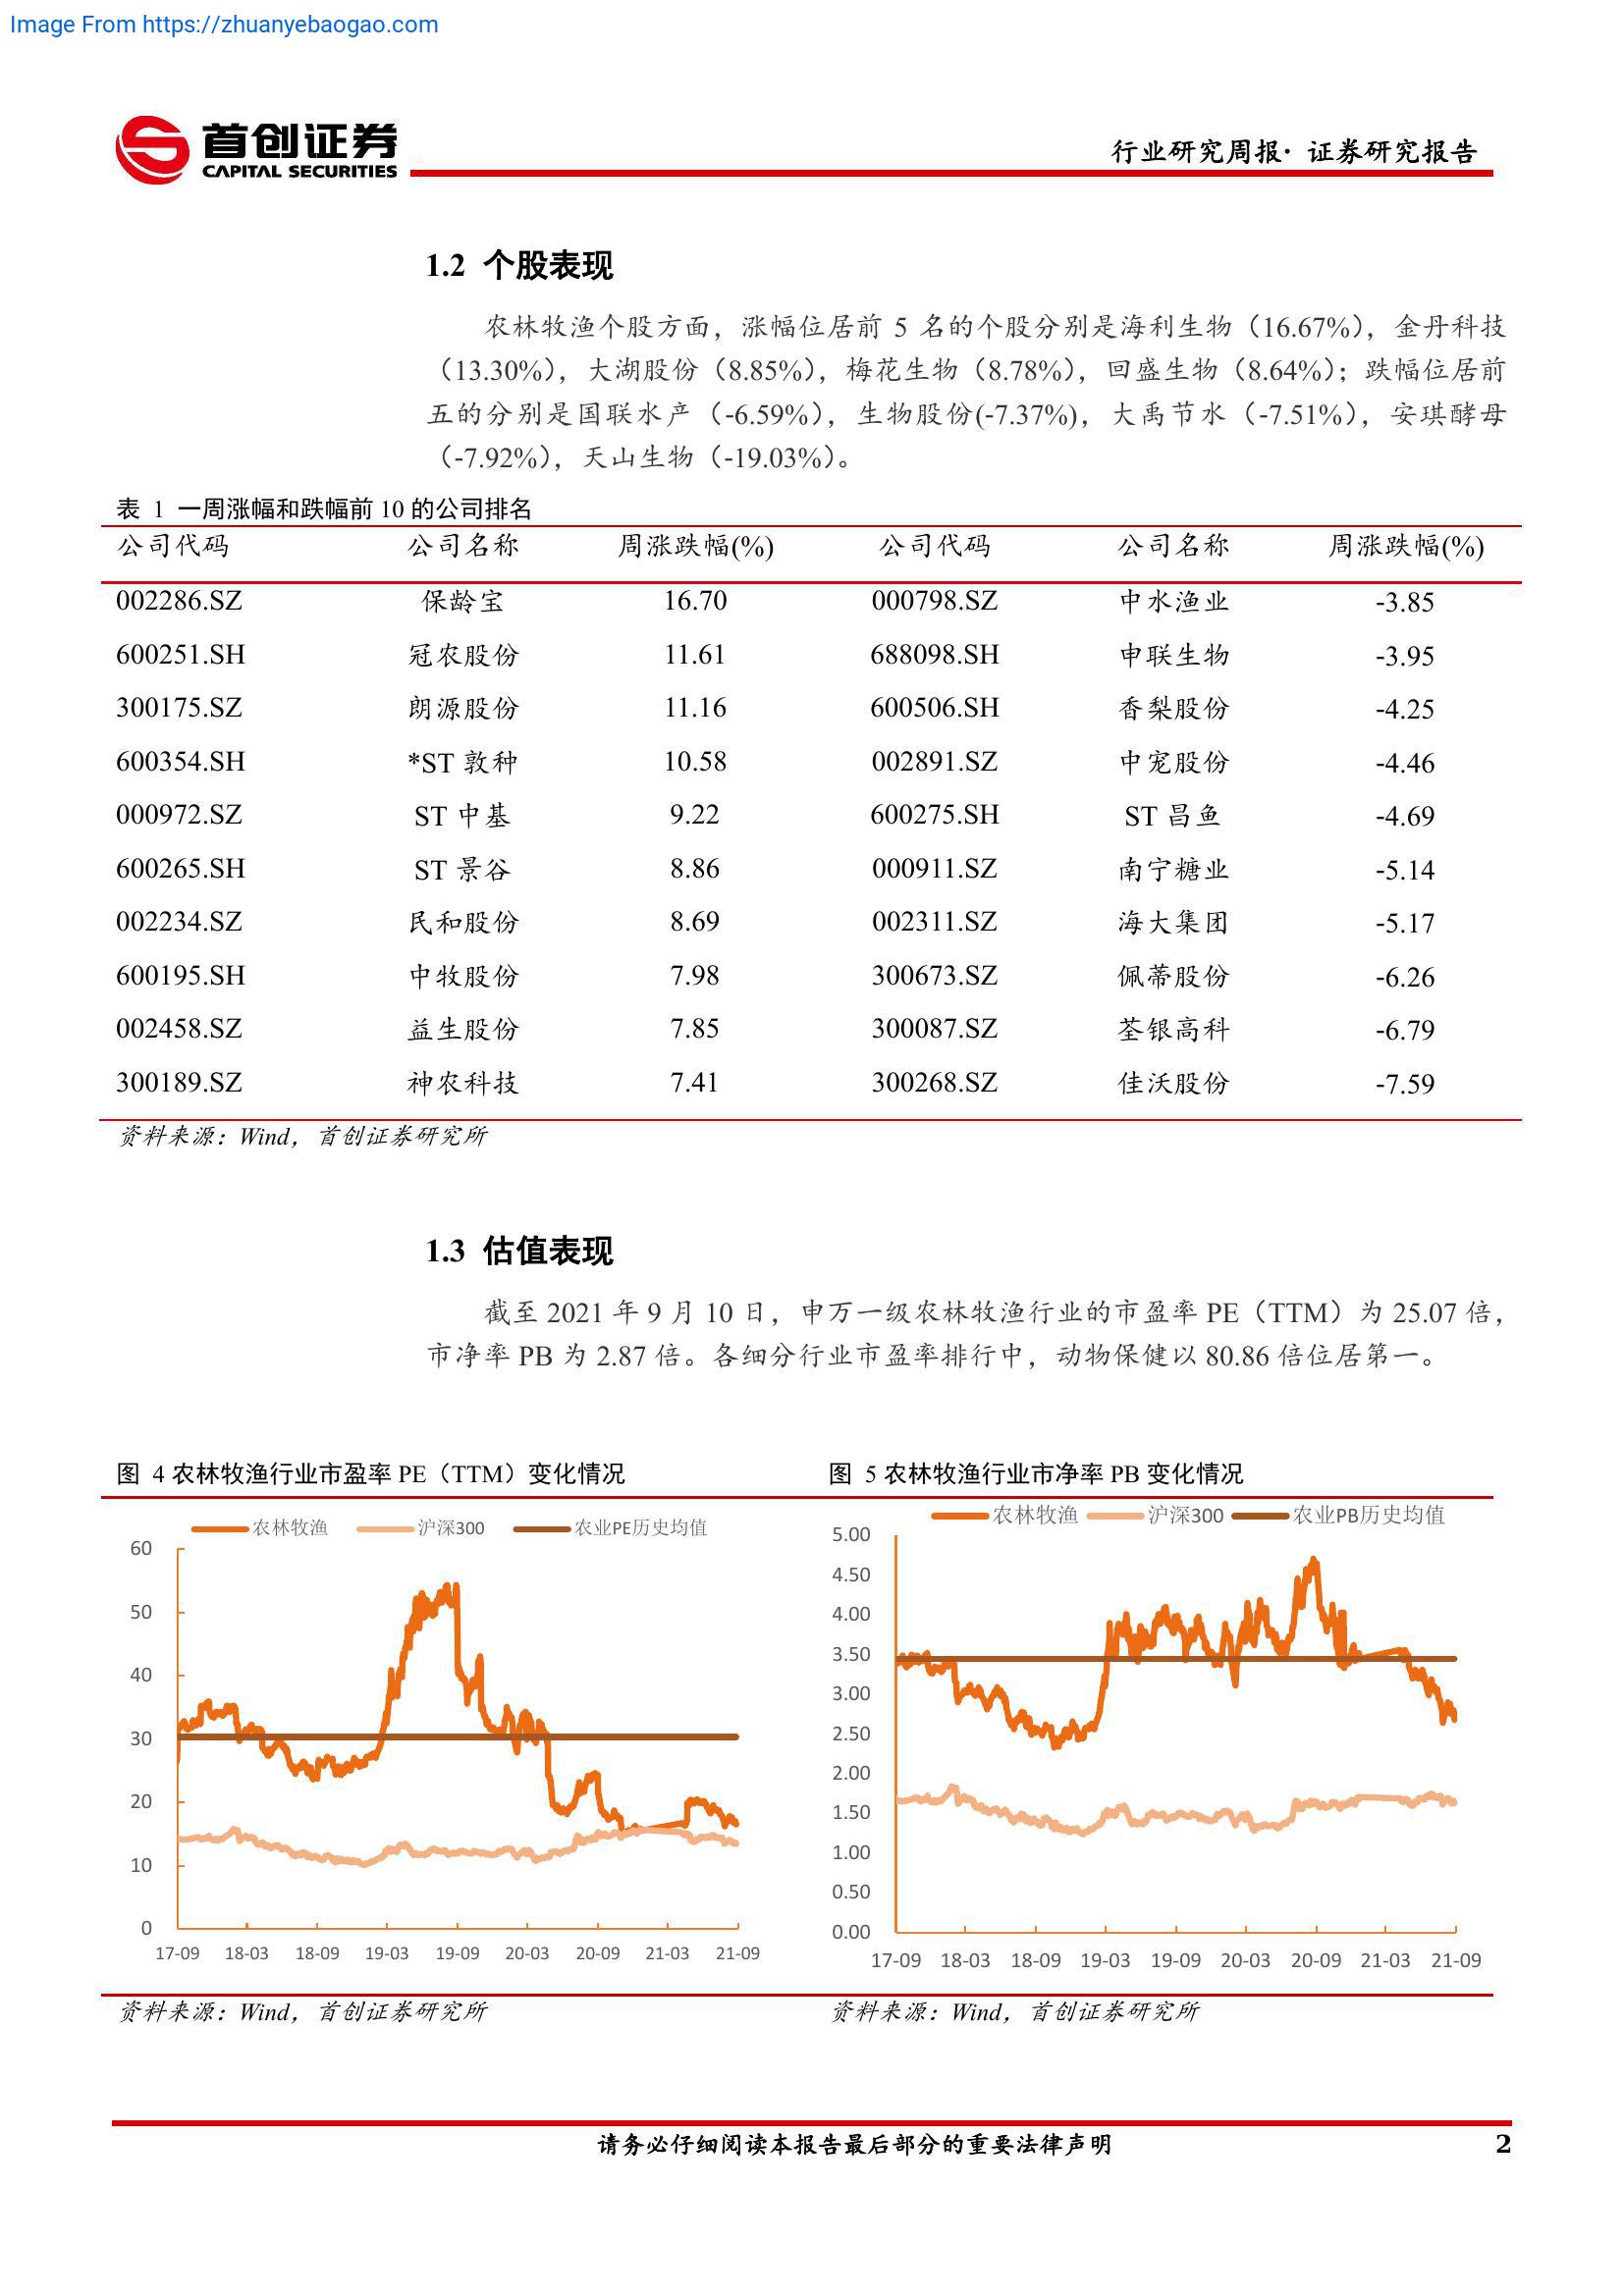 Image From https://zhuanyebaogao.com
首创证券
CAPITAL SECURITIES
行业研究周报· 证券研究报告
1.2 个股表现
农林牧渔个股方面，涨幅位居前 5 名的个股分别是海利生物（16.67%），金丹科技
（13.30%），大湖股份（8.85%），梅花生物（8.78%），回盛生物（8.64%）；跌幅位居前
五的分别是国联水产（-6.59%），生物股份(-7.37%)，大禹节水（-7.51%），安琪酵母
（-7.92%），天山生物（-19.03%）。
表 1 一周涨幅和跌幅前 10 的公司排名
公司代码 公司名称 周涨跌幅(%) 公司代码 公司名称 周涨跌幅(%)
002286.SZ 保龄宝 16.70 000798.SZ 中水渔业 -3.85
600251.SH 冠农股份 11.61 688098.SH 申联生物 -3.95
300175.SZ 朗源股份 11.16 600506.SH 香梨股份 -4.25
600354.SH *ST 敦种 10.58 002891.SZ 中宠股份 -4.46
000972.SZ ST 中基 9.22 600275.SH ST 昌鱼 -4.69
600265.SH ST 景谷 8.86 000911.SZ 南宁糖业 -5.14
002234.SZ 民和股份 8.69 002311.SZ 海大集团 -5.17
600195.SH 中牧股份 7.98 300673.SZ 佩蒂股份 -6.26
002458.SZ 益生股份 7.85 300087.SZ 荃银高科 -6.79
300189.SZ 神农科技 7.41 300268.SZ 佳沃股份 -7.59
资料来源：Wind，首创证券研究所
1.3 估值表现
截至 2021 年 9 月 10 日，申万一级农林牧渔行业的市盈率 PE（TTM）为 25.07 倍，
市净率 PB 为 2.87 倍。各细分行业市盈率排行中，动物保健以 80.86 倍位居第一。
图 4 农林牧渔行业市盈率 PE（TTM）变化情况
农林牧渔 沪深300 农业PE历史均值
60
50
40
30
20
10
0
17-09 18-03 18-09 19-03 19-09 20-03 20-09 21-03 21-09
资料来源：Wind，首创证券研究所
图 5 农林牧渔行业市净率 PB 变化情况
农林牧渔 沪深300 农业PB历史均值
5.00
4.50
4.00
3.50
3.00
2.50
2.00
1.50
1.00
0.50
0.00
17-09 18-03 18-09 19-03 19-09 20-03 20-09 21-03 21-09
资料来源：Wind，首创证券研究所
请务必仔细阅读本报告最后部分的重要法律声明
2